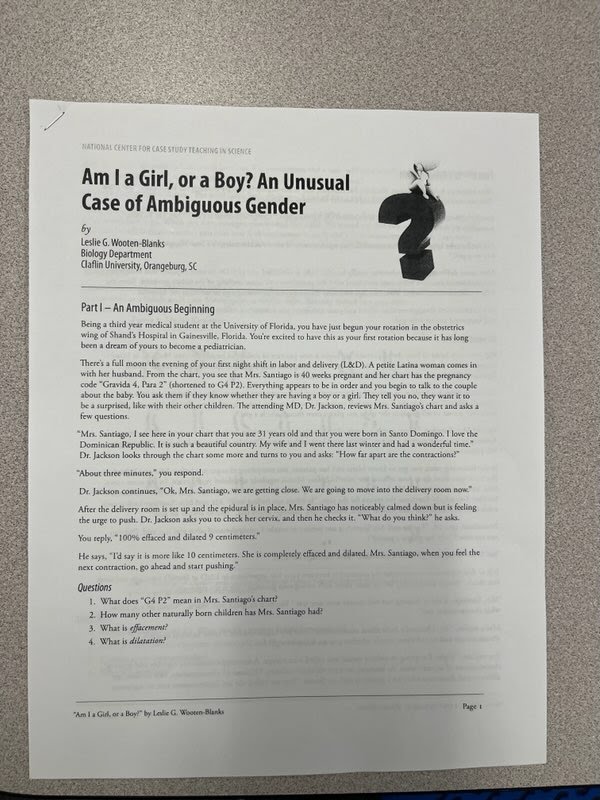 NATIONAL CENTER FOR CASE STUDY TEACHING IN SCIENCE
Am I a Girl, or a Boy? An Unusual
Case of Ambiguous Gender
by
Leslie G. Wooten-Blanks
Biology Department
Claflin University, Orangeburg, SC
Part I – An Ambiguous Beginning
Being a third year medical student at the University of Florida, you have just begun your rotation in the obstetrics
wing of Shand's Hospital in Gainesville, Florida. You're excited to have this as your first rotation because it has long
been a dream of yours to become a pediatrician.
There's a full moon the evening of your first night shift in labor and delivery (L&D). A petite Latina woman comes in
with her husband. From the chart, you see that Mrs. Santiago is 40 weeks pregnant and her chart has the pregnancy
code "Gravida 4, Para 2" (shortened to G4 P2). Everything appears to be in order and you begin to talk to the couple
about the baby. You ask them if they know whether they are having a boy or a girl. They tell you no, they want it to
be a surprise, like with their other children. The attending MD, Dr. Jackson, reviews Mrs. Santiago's chart and asks a
few questions.
"Mrs. Santiago, I see here in your chart that you are 31 years old and that you were born in Santo Domingo. I love the
Dominican Republic. It is such a beautiful country. My wife and I went there last winter and had a wonderful time."
Dr. Jackson looks through the chart some more and turns to you and asks: "How far apart are the contractions?"
"About three minutes," you respond.
Dr. Jackson continues, "Ok, Mrs. Santiago, we are getting close. We are going to move into the delivery room now."
After the delivery room is set up and the epidural is in place, Mrs. Santiago has noticeably calmed down but is feeling
the urge to push. Dr. Jackson asks you to check her cervix, and then he checks it. "What do you think?" he asks.
You reply, "100% effaced and dilated 9 centimeters."
He says, "I'd say it is more like 10 centimeters. She is completely effaced and dilated. Mrs. Santiago, when you feel the
next contraction, go ahead and start pushing."
Questions
1. What does "G4 P2" mean in Mrs. Santiago's chart?
2. How many other naturally born children has Mrs. Santiago had?
3. What is effacement?
4. What is dilatation?
"Am I a Girl, or a Boy?" by Leslie G. Wooten-Blanks
Page 1